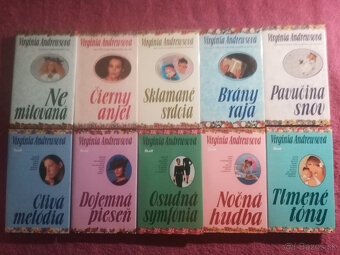 Virginia Andrewsová
Ne
milovaná
Virginia Andrewsová
Čierny
anjel
Virginia Andrewsová
Sklamané
srdcia
Virginia Andrewsová
Brány
raja
Virginia Andrewsová
Pavučina
snov
Virginia Andrewsová
Clivá
melódia
Virginia Andrewsová
Dojemná
pieseň
Virginia Andrewsová
Osudná
symfónia
Virginia Andrewsová
Nočná
hudba
Virginia Andrewsová
Tlmené
tóny